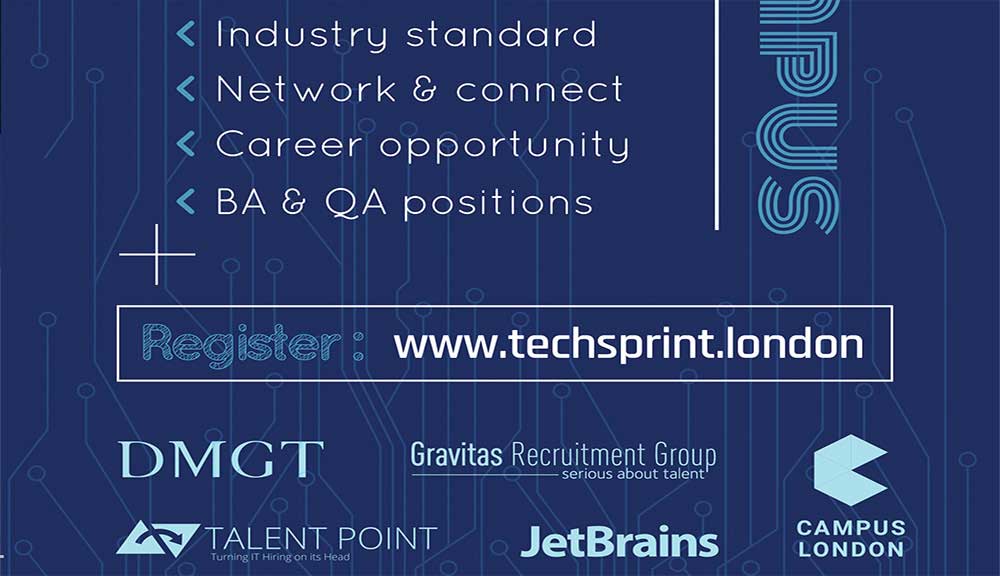 Industry standard
Network & connect
Career opportunity
BA & QA positions
Register: www.techsprint.london
DMGT
Gravitas Recruitment Group
serious about talent
TALENT POINT
Turning IT Hiring on its Head
JetBrains
CAMPUS
LONDON